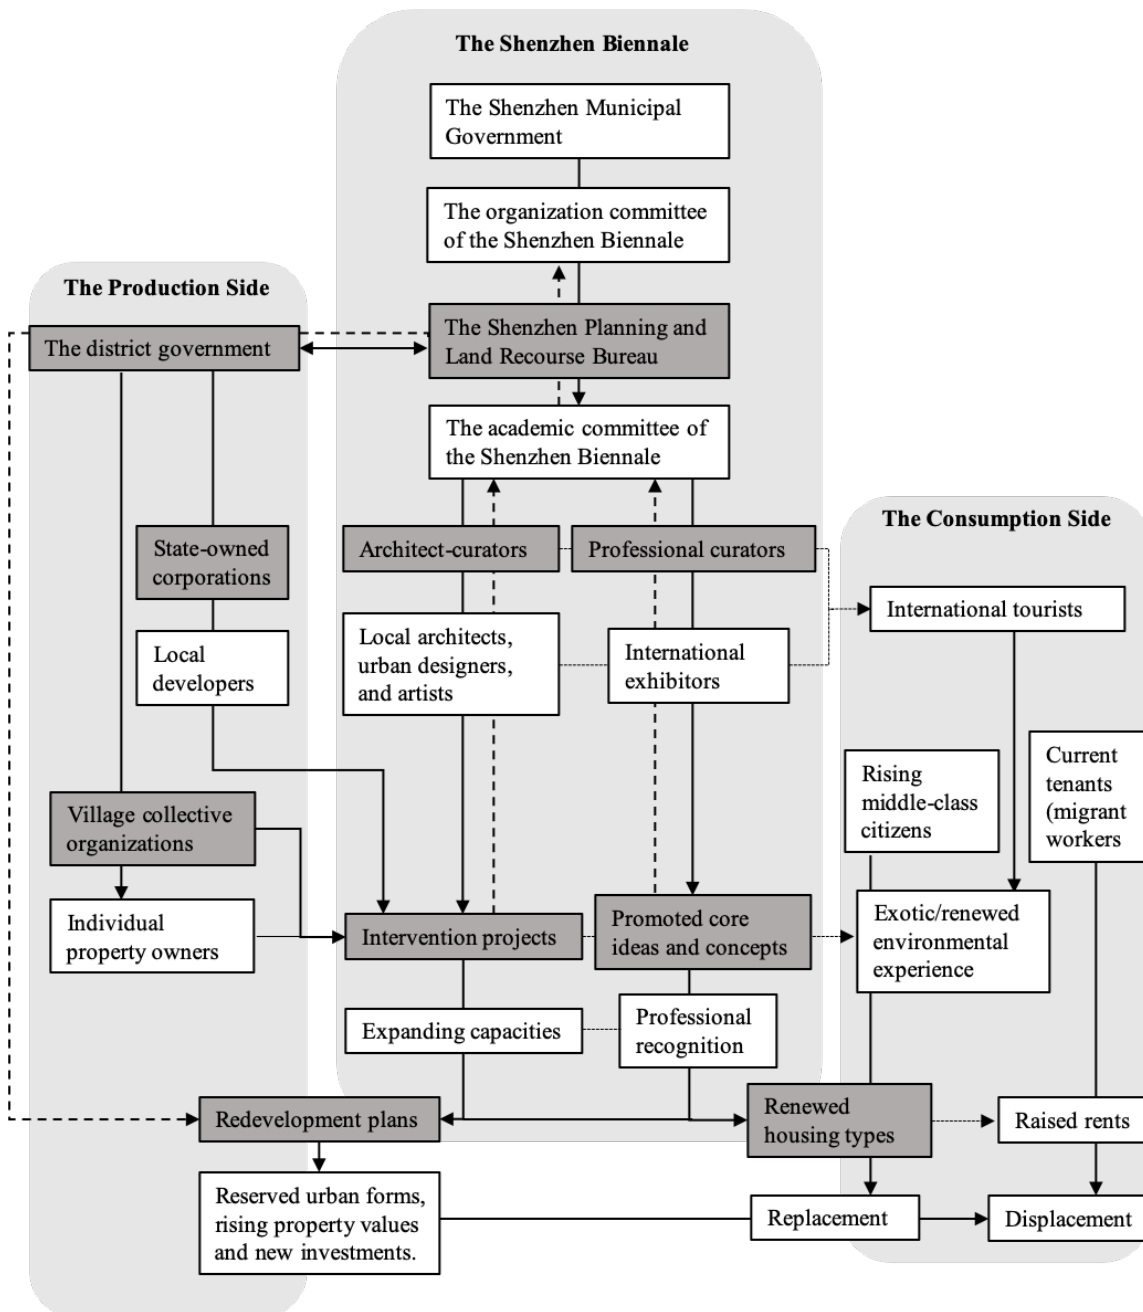 The Shenzhen Biennale
The Shenzhen Municipal
Government
The organization committee
of the Shenzhen Biennale
The Production Side
The district government
The Shenzhen Planning and
Land Recourse Bureau
The academic committee of
the Shenzhen Biennale
The Consumption Side
State-owned
corporations
Architect-curators
Professional curators
International tourists
Local
developers
Local architects,
urban designers,
and artists
International
exhibitors
Rising
middle-class
citizens
Current
tenants
(migrant
workers
Village collective
organizations
Individual
property owners
Intervention projects
Promoted core
ideas and concepts
Exotic/renewed
environmental
experience
Expanding capacities
Professional
recognition
Redevelopment plans
Renewed
housing types
Raised rents
Reserved urban forms,
rising property values
and new investments.
Replacement
Displacement